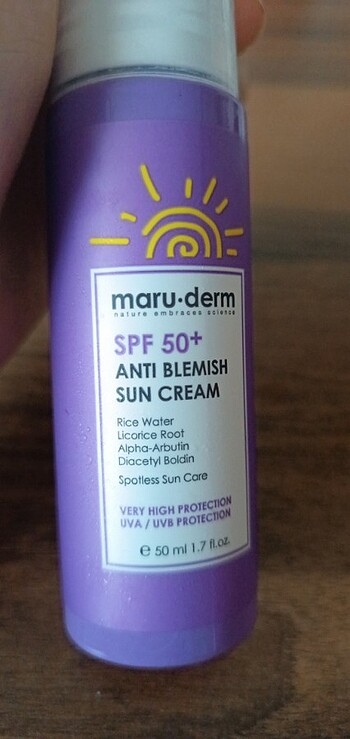 maru·derm
nature embraces science
SPF 50+
ANTI BLEMISH
SUN CREAM
Rice Water
Licorice Root
Alpha-Arbutin
Diacetyl Boldin
Spotless Sun Care
VERY HIGH PROTECTION
UVA / UVB PROTECTION
℮ 50 ml 1.7 fl.oz.